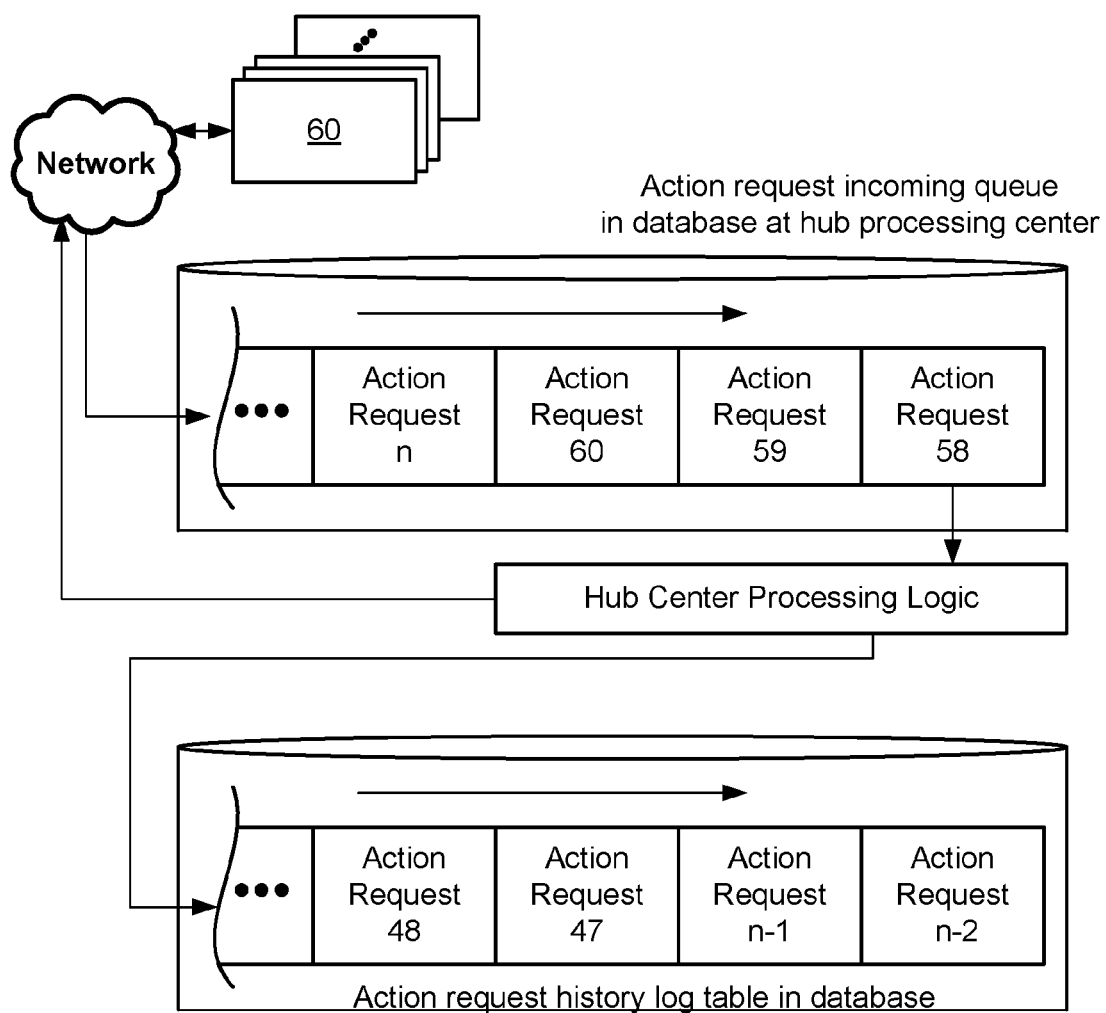 60
Network
Action request incoming queue
in database at hub processing center
Action Request n
Action Request 60
Action Request 59
Action Request 58
Hub Center Processing Logic
Action Request 48
Action Request 47
Action Request n-1
Action Request n-2
Action request history log table in database